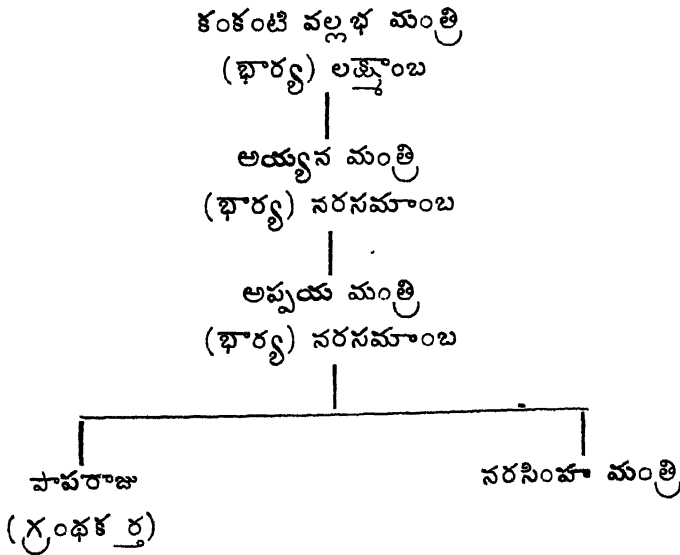 కంకంటి వల్లభ మంత్రి
(భార్య) లక్ష్మాంబ
అయ్యన మంత్రి
(భార్య) నరసమాంబ
అప్పయ మంత్రి
(భార్య) నరసమాంబ
పాపరాజు నరసింహ మంత్రి
(గ్రంథకర్త)